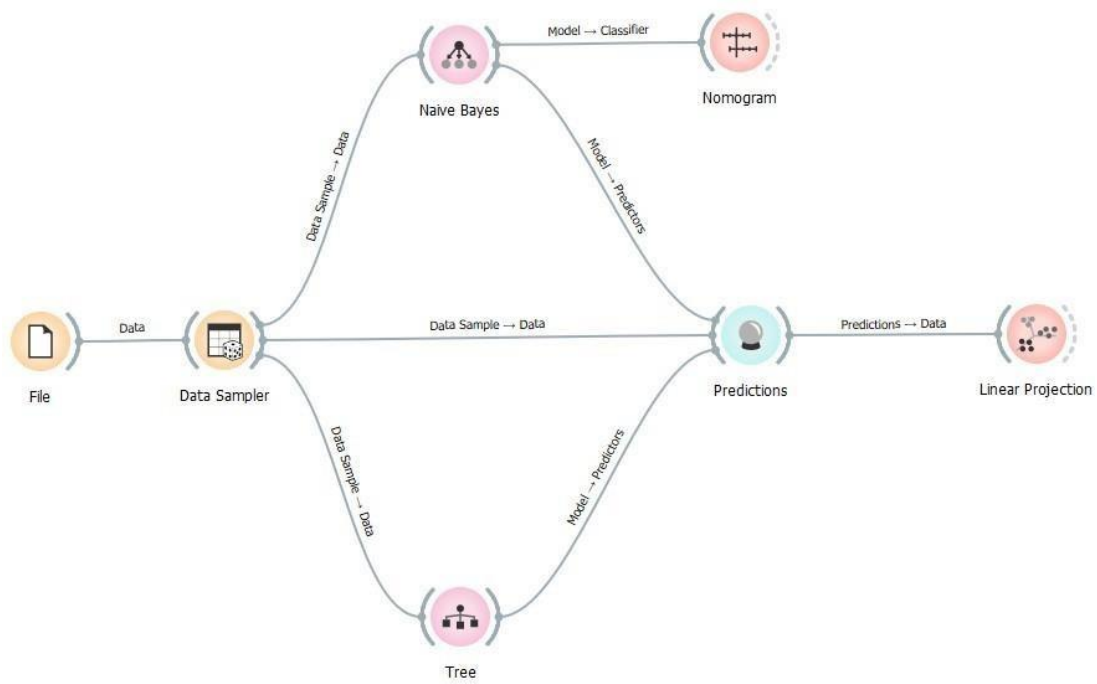 Model → Classifier
Naive Bayes
Nomogram
Data Sample → Data
Model → Predictors
Data
Data Sample → Data
Predictions → Data
File
Data Sampler
Predictions
Linear Projection
Data Sample → Data
Model → Predictors
Tree